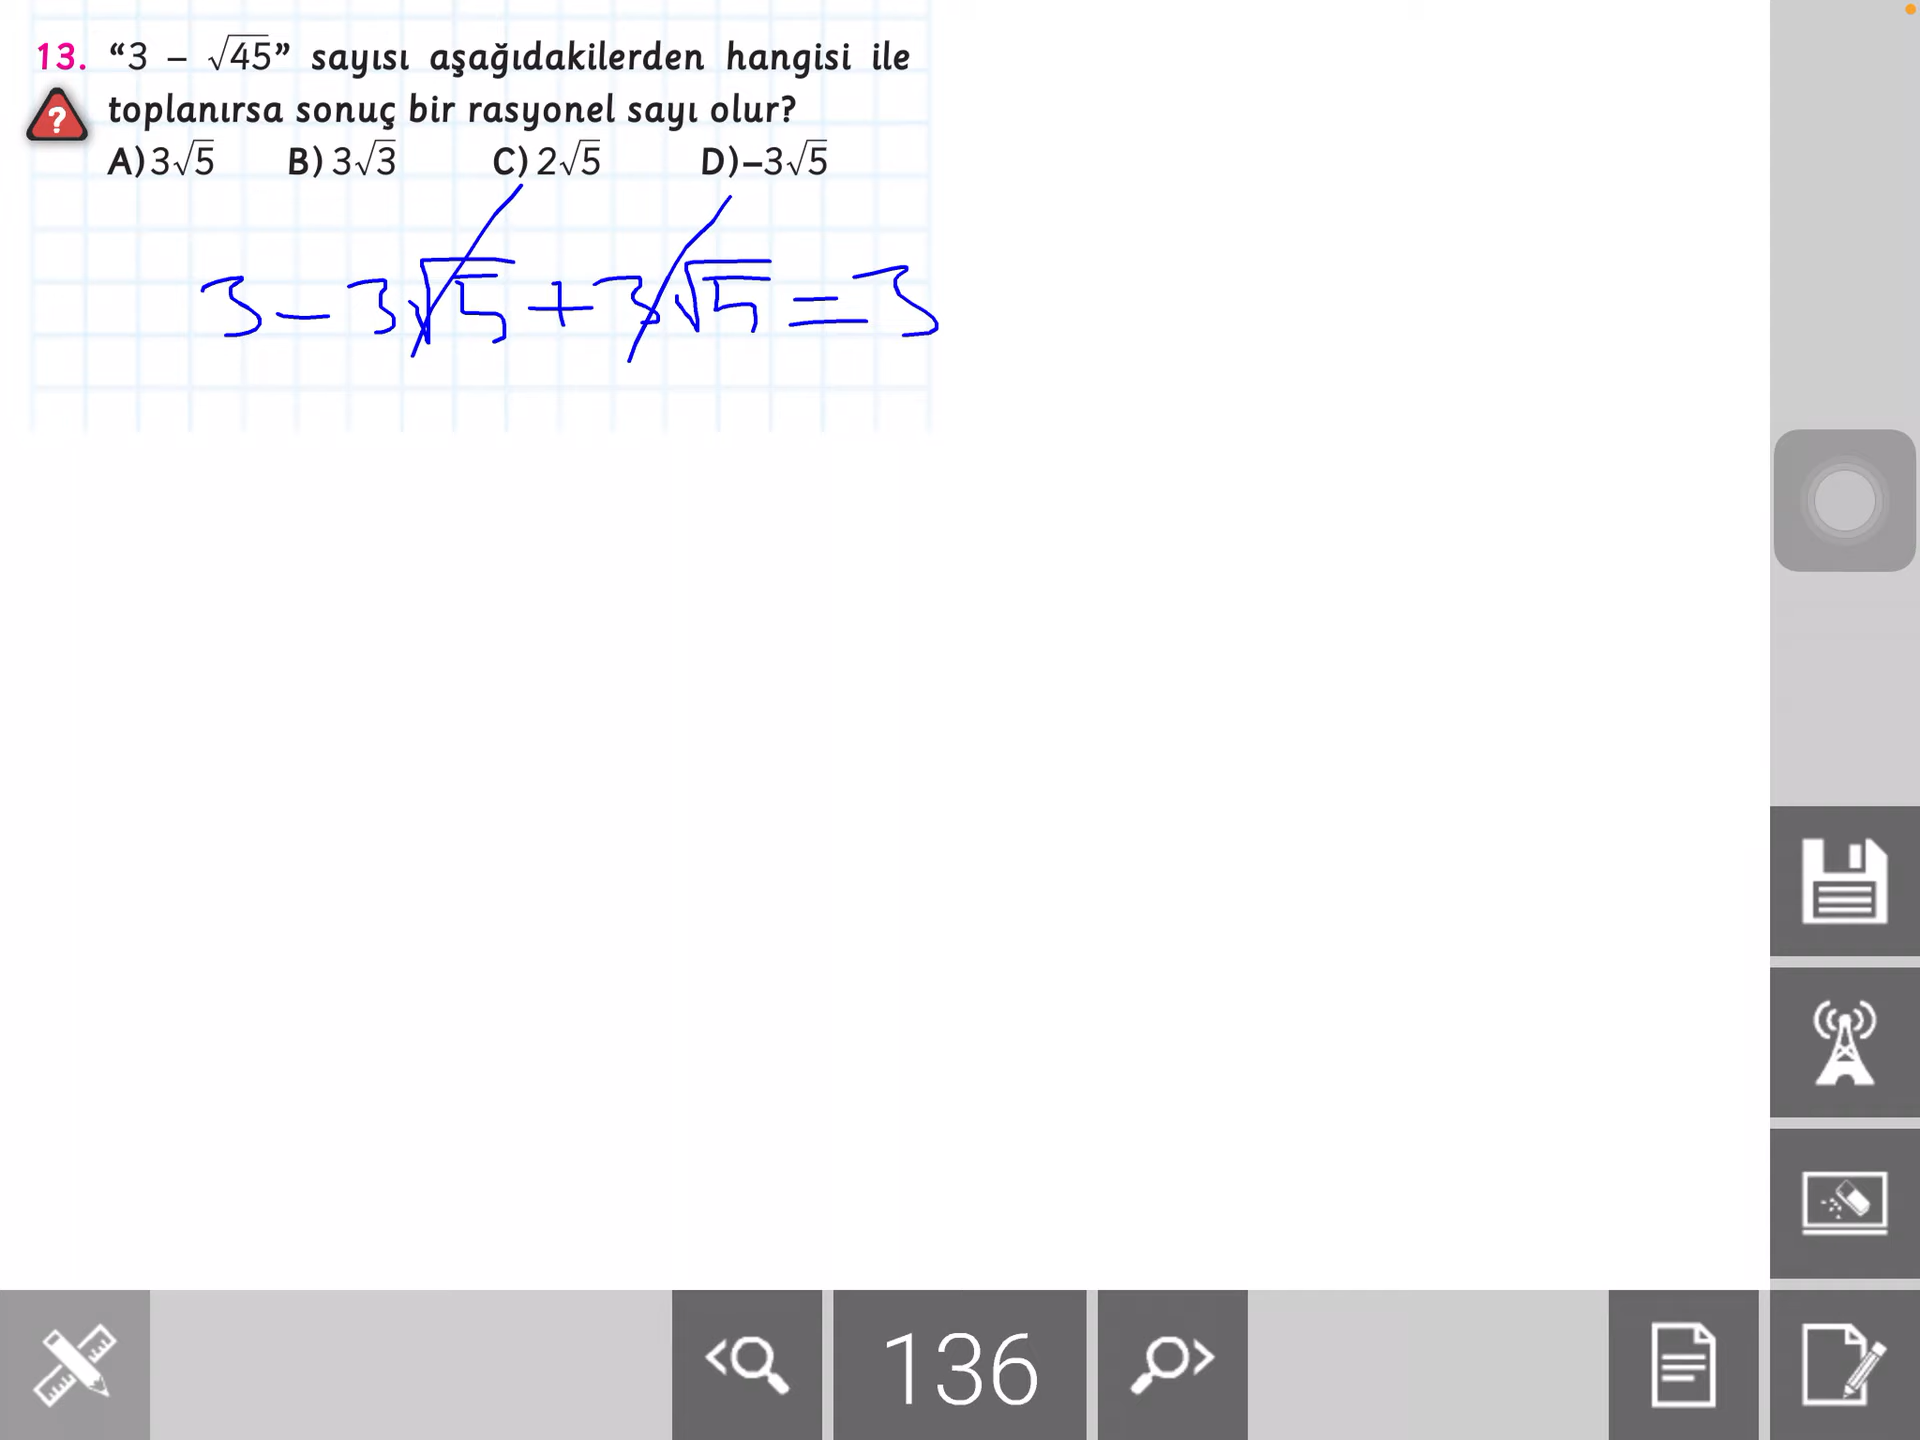 13. “3 – √45” sayısı aşağıdakilerden hangisi ile
? toplanırsa sonuç bir rasyonel sayı olur?
A) 3√5 B) 3√3 C) 2√5 D) –3√5
3 – 3√5 + 3√5 = 3
136